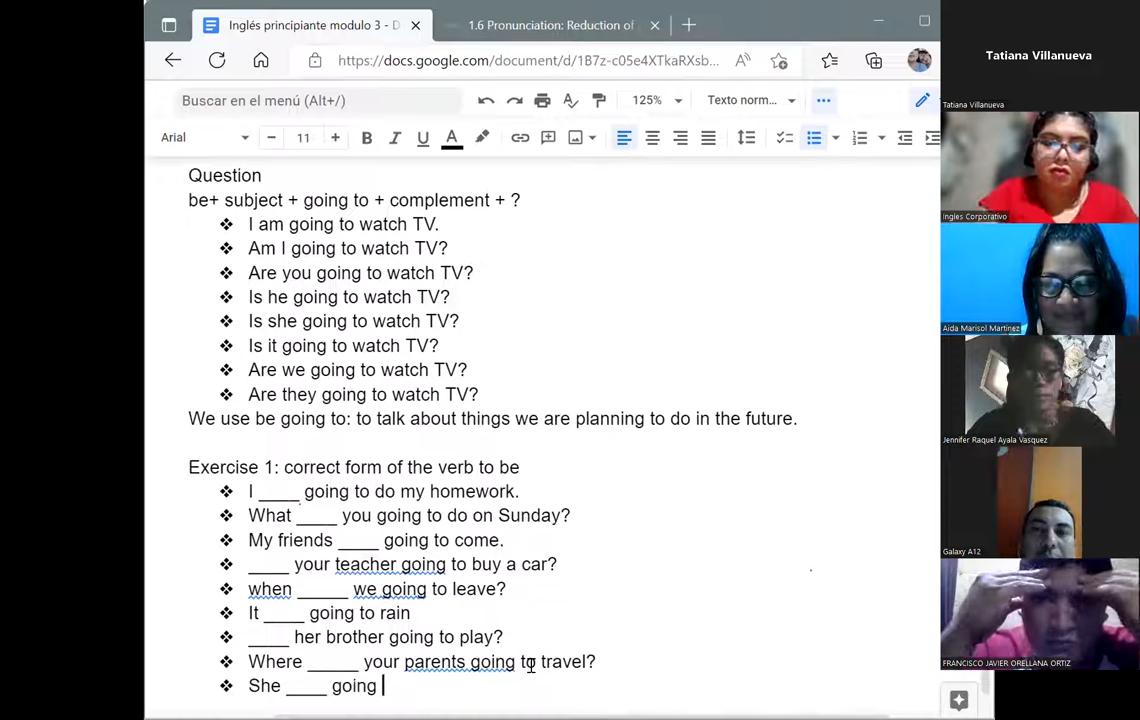 Inglés principiante modulo 3 - D
1.6 Pronunciation: Reduction of
https://docs.google.com/document/d/1B7z-c05e4XTkaRXsb...
Buscar en el menú (Alt+/)
125%
Texto norm...
Arial
11
Question
be+ subject + going to + complement + ?
❖ I am going to watch TV.
❖ Am I going to watch TV?
❖ Are you going to watch TV?
❖ Is he going to watch TV?
❖ Is she going to watch TV?
❖ Is it going to watch TV?
❖ Are we going to watch TV?
❖ Are they going to watch TV?
We use be going to: to talk about things we are planning to do in the future.
Exercise 1: correct form of the verb to be
❖ I ____ going to do my homework.
❖ What ____ you going to do on Sunday?
❖ My friends ____ going to come.
❖ ____ your teacher going to buy a car?
❖ when _____ we going to leave?
❖ It ____ going to rain
❖ ____ her brother going to play?
❖ Where _____ your parents going to travel?
❖ She ____ going
Tatiana Villanueva
Tatiana Villanueva
Ingles Corporativo
Aida Marisol Martinez
Jennifer Raquel Ayala Vasquez
Galaxy A12
FRANCISCO JAVIER ORELLANA ORTIZ